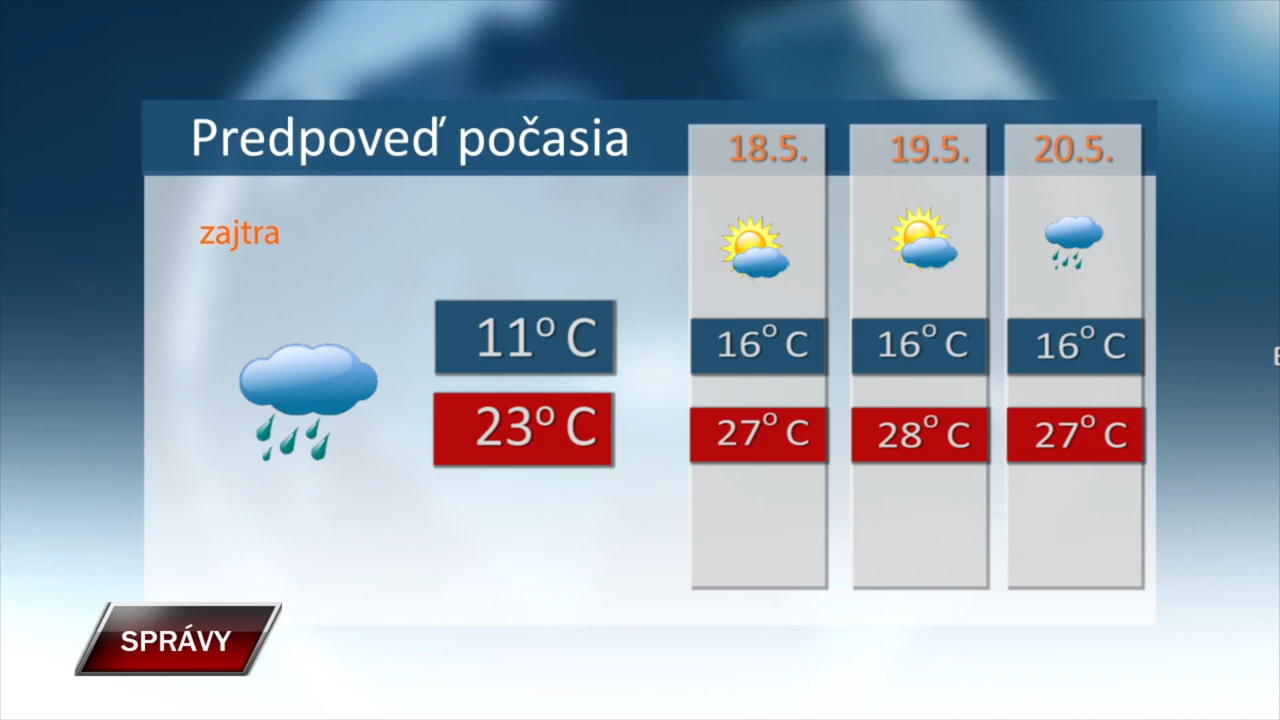 Predpoveď počasia
zajtra
11° C
23° C
18.5.
16° C
27° C
19.5.
16° C
28° C
20.5.
16° C
27° C
SPRÁVY